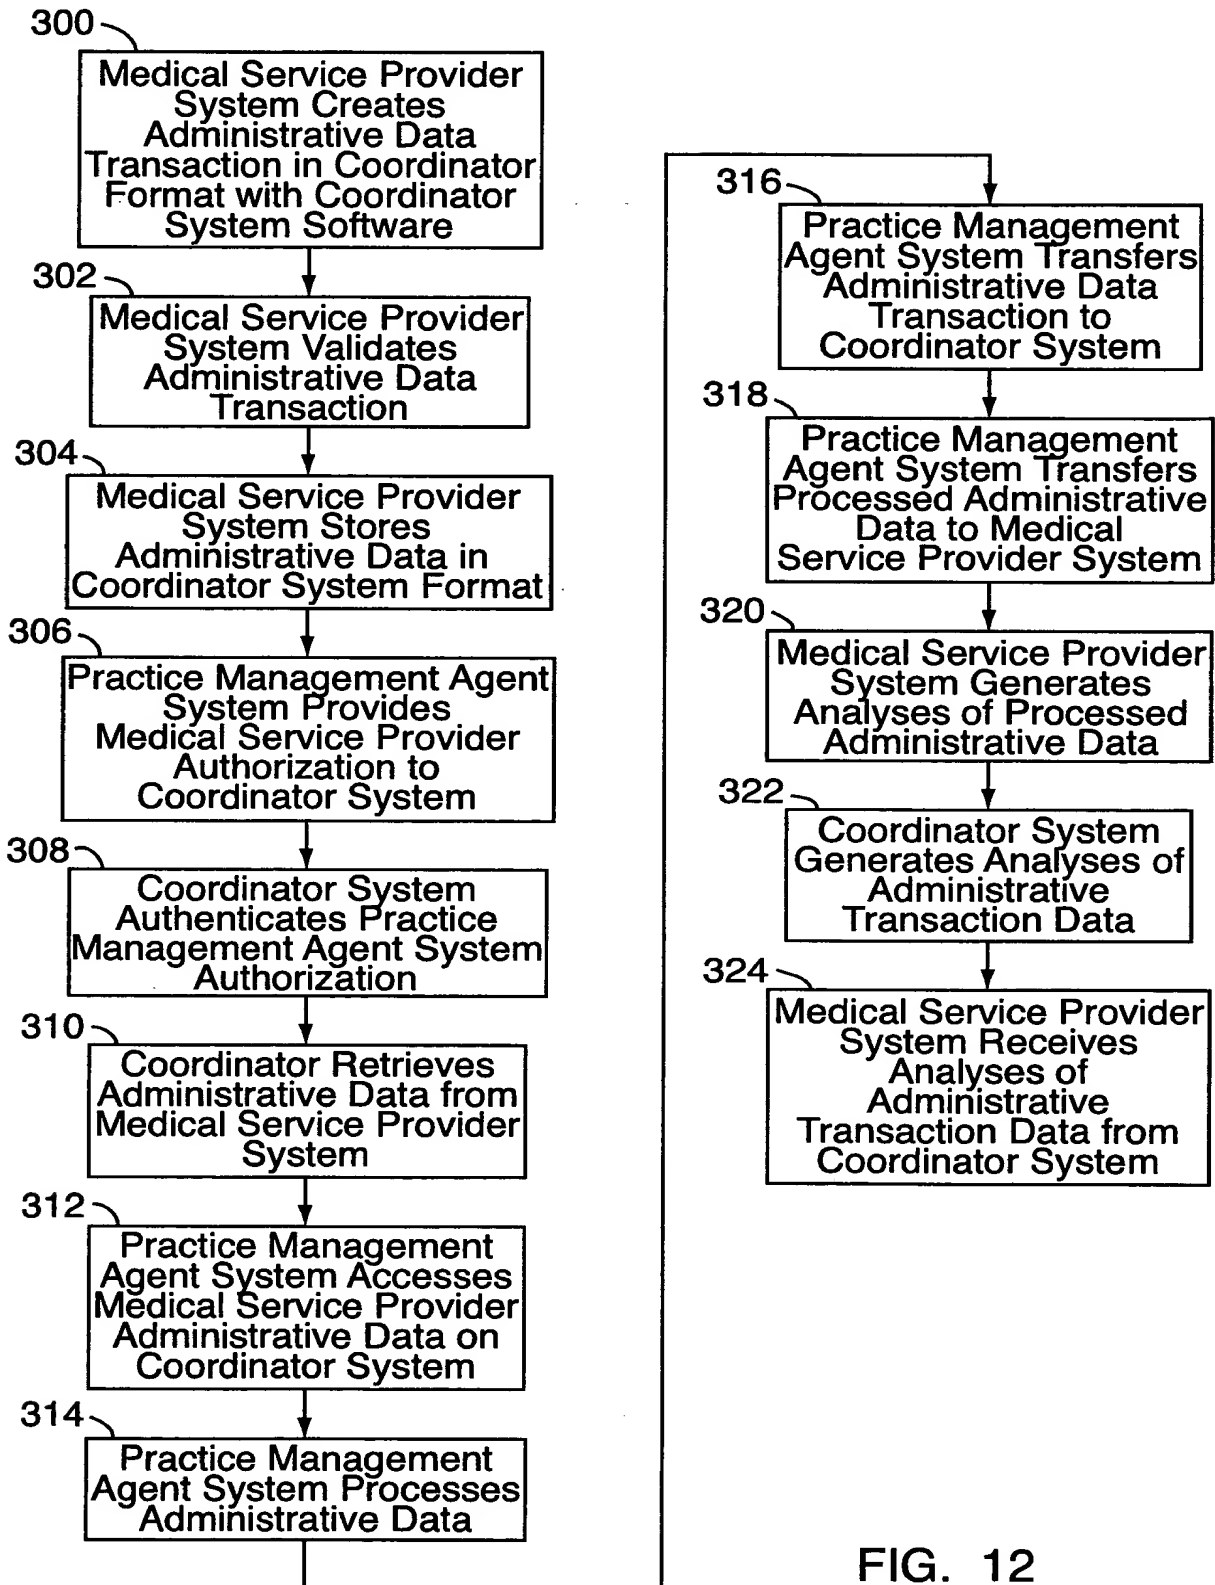 300
Medical Service Provider
System Creates
Administrative Data
Transaction in Coordinator
Format with Coordinator
System Software
302
Medical Service Provider
System Validates
Administrative Data
Transaction
304
Medical Service Provider
System Stores
Administrative Data in
Coordinator System Format
306
Practice Management Agent
System Provides
Medical Service Provider
Authorization to
Coordinator System
308
Coordinator System
Authenticates Practice
Management Agent System
Authorization
310
Coordinator Retrieves
Administrative Data from
Medical Service Provider
System
312
Practice Management
Agent System Accesses
Medical Service Provider
Administrative Data on
Coordinator System
314
Practice Management
Agent System Processes
Administrative Data
316
Practice Management
Agent System Transfers
Administrative Data
Transaction to
Coordinator System
318
Practice Management
Agent System Transfers
Processed Administrative
Data to Medical
Service Provider System
320
Medical Service Provider
System Generates
Analyses of Processed
Administrative Data
322
Coordinator System
Generates Analyses of
Administrative
Transaction Data
324
Medical Service Provider
System Receives
Analyses of
Administrative
Transaction Data from
Coordinator System
FIG. 12